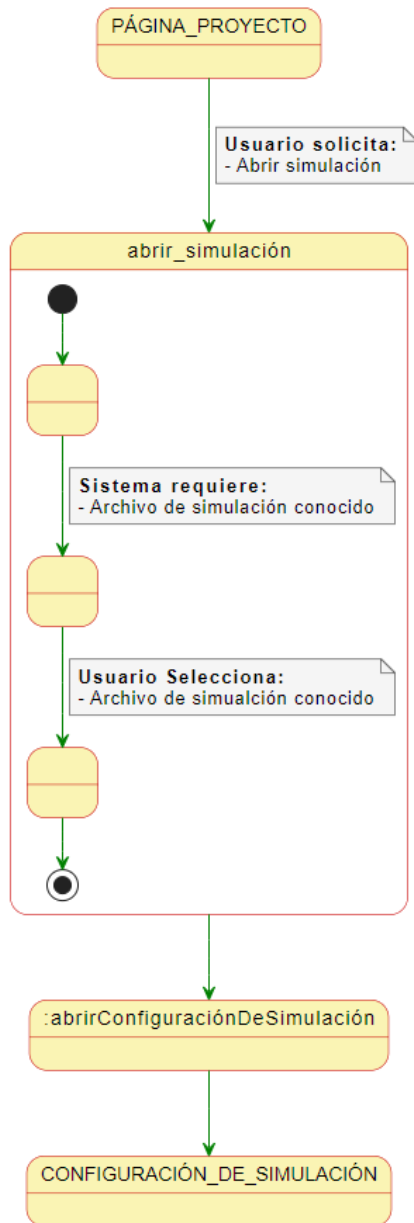 PÁGINA_PROYECTO
Usuario solicita:
- Abrir simulación
abrir_simulación
Sistema requiere:
- Archivo de simulación conocido
Usuario Selecciona:
- Archivo de simualción conocido
:abrirConfiguraciónDeSimulación
CONFIGURACIÓN_DE_SIMULACIÓN